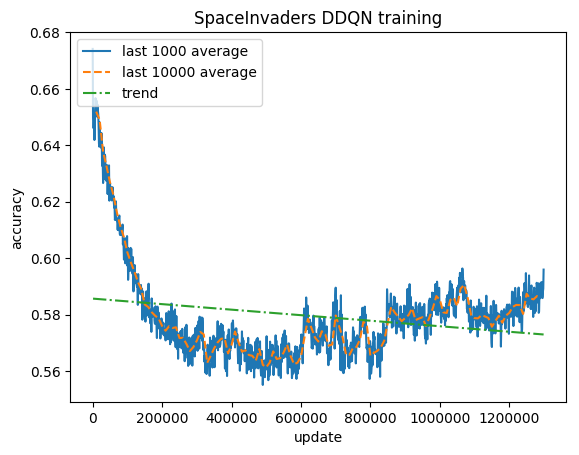 SpaceInvaders DDQN training
last 1000 average
last 10000 average
trend
accuracy
0.68
0.66
0.64
0.62
0.60
0.58
0.56
0 200000 400000 600000 800000 1000000 1200000
update